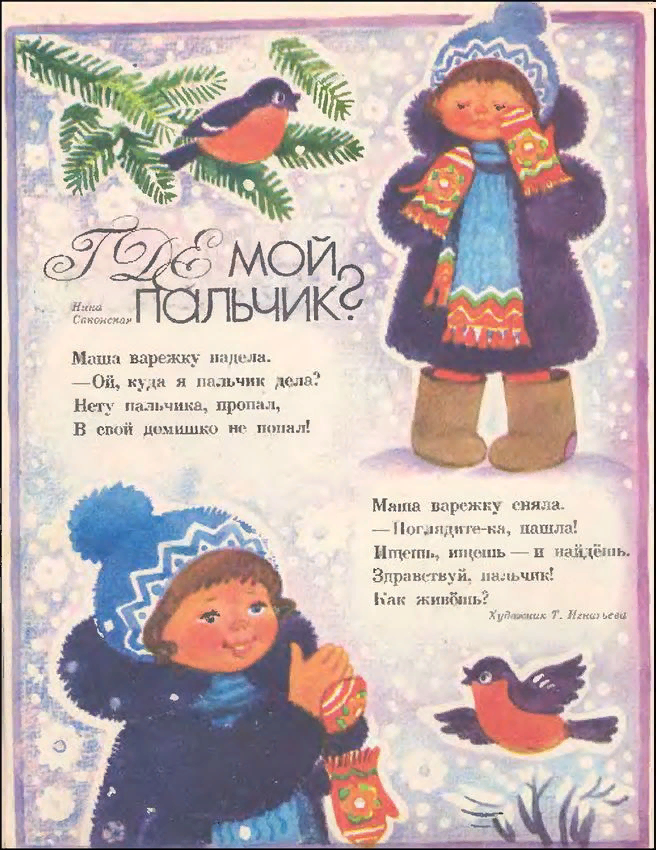 ГДЕ МОЙ
ПАЛЬЧИК?
Нина
Саконская
Маша варежку надела.
—Ой, куда я пальчик дела?
Нету пальчика, пропал,
В свой домишко не попал!
Маша варежку сняла.
—Поглядите-ка, нашла!
Ищешь, ищешь — и найдёшь.
Здравствуй, пальчик!
Как живёшь?
Художник Т. Игнатьева